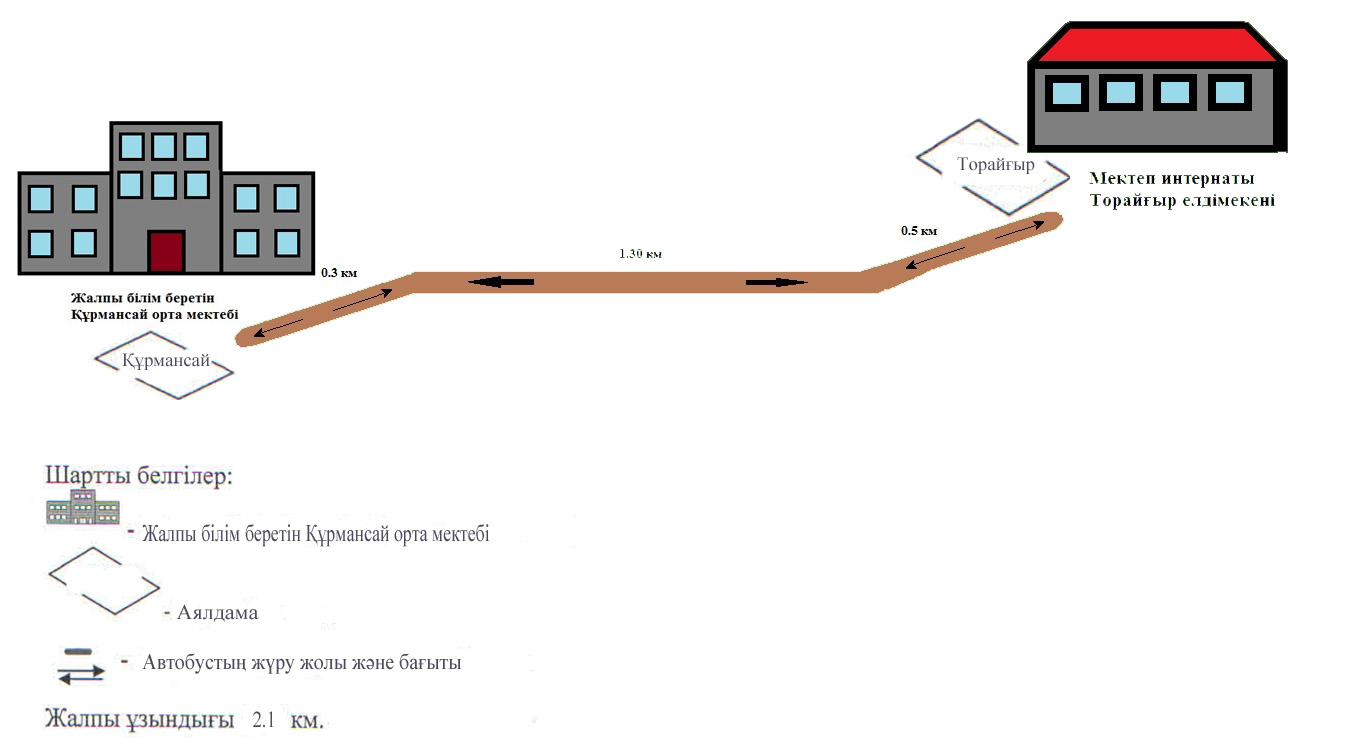 Торайғыр
Мектеп интернаты
Торайғыр елдімекені
0.5 км
1.30 км
0.3 км
Жалпы білім беретін
Құрмансай орта мектебі
Құрмансай
Шартты белгілер:
- Жалпы білім беретін Құрмансай орта мектебі
- Аялдама
- Автобустың жүру жолы және бағыты
Жалпы ұзындығы 2.1 км.